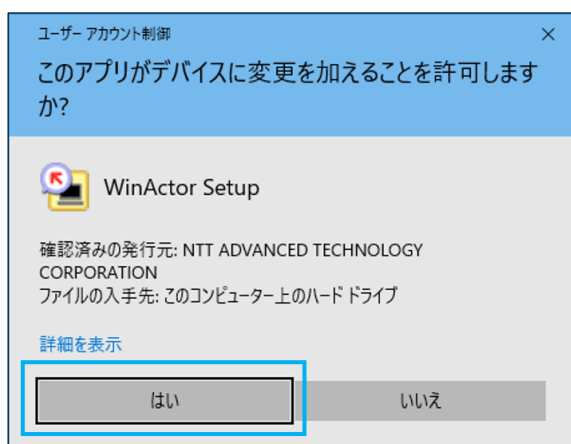 ユーザー アカウント制御
このアプリがデバイスに変更を加えることを許可します
か?
WinActor Setup
確認済みの発行元: NTT ADVANCED TECHNOLOGY
CORPORATION
ファイルの入手先: このコンピューター上のハード ドライブ
詳細を表示
はい
いいえ